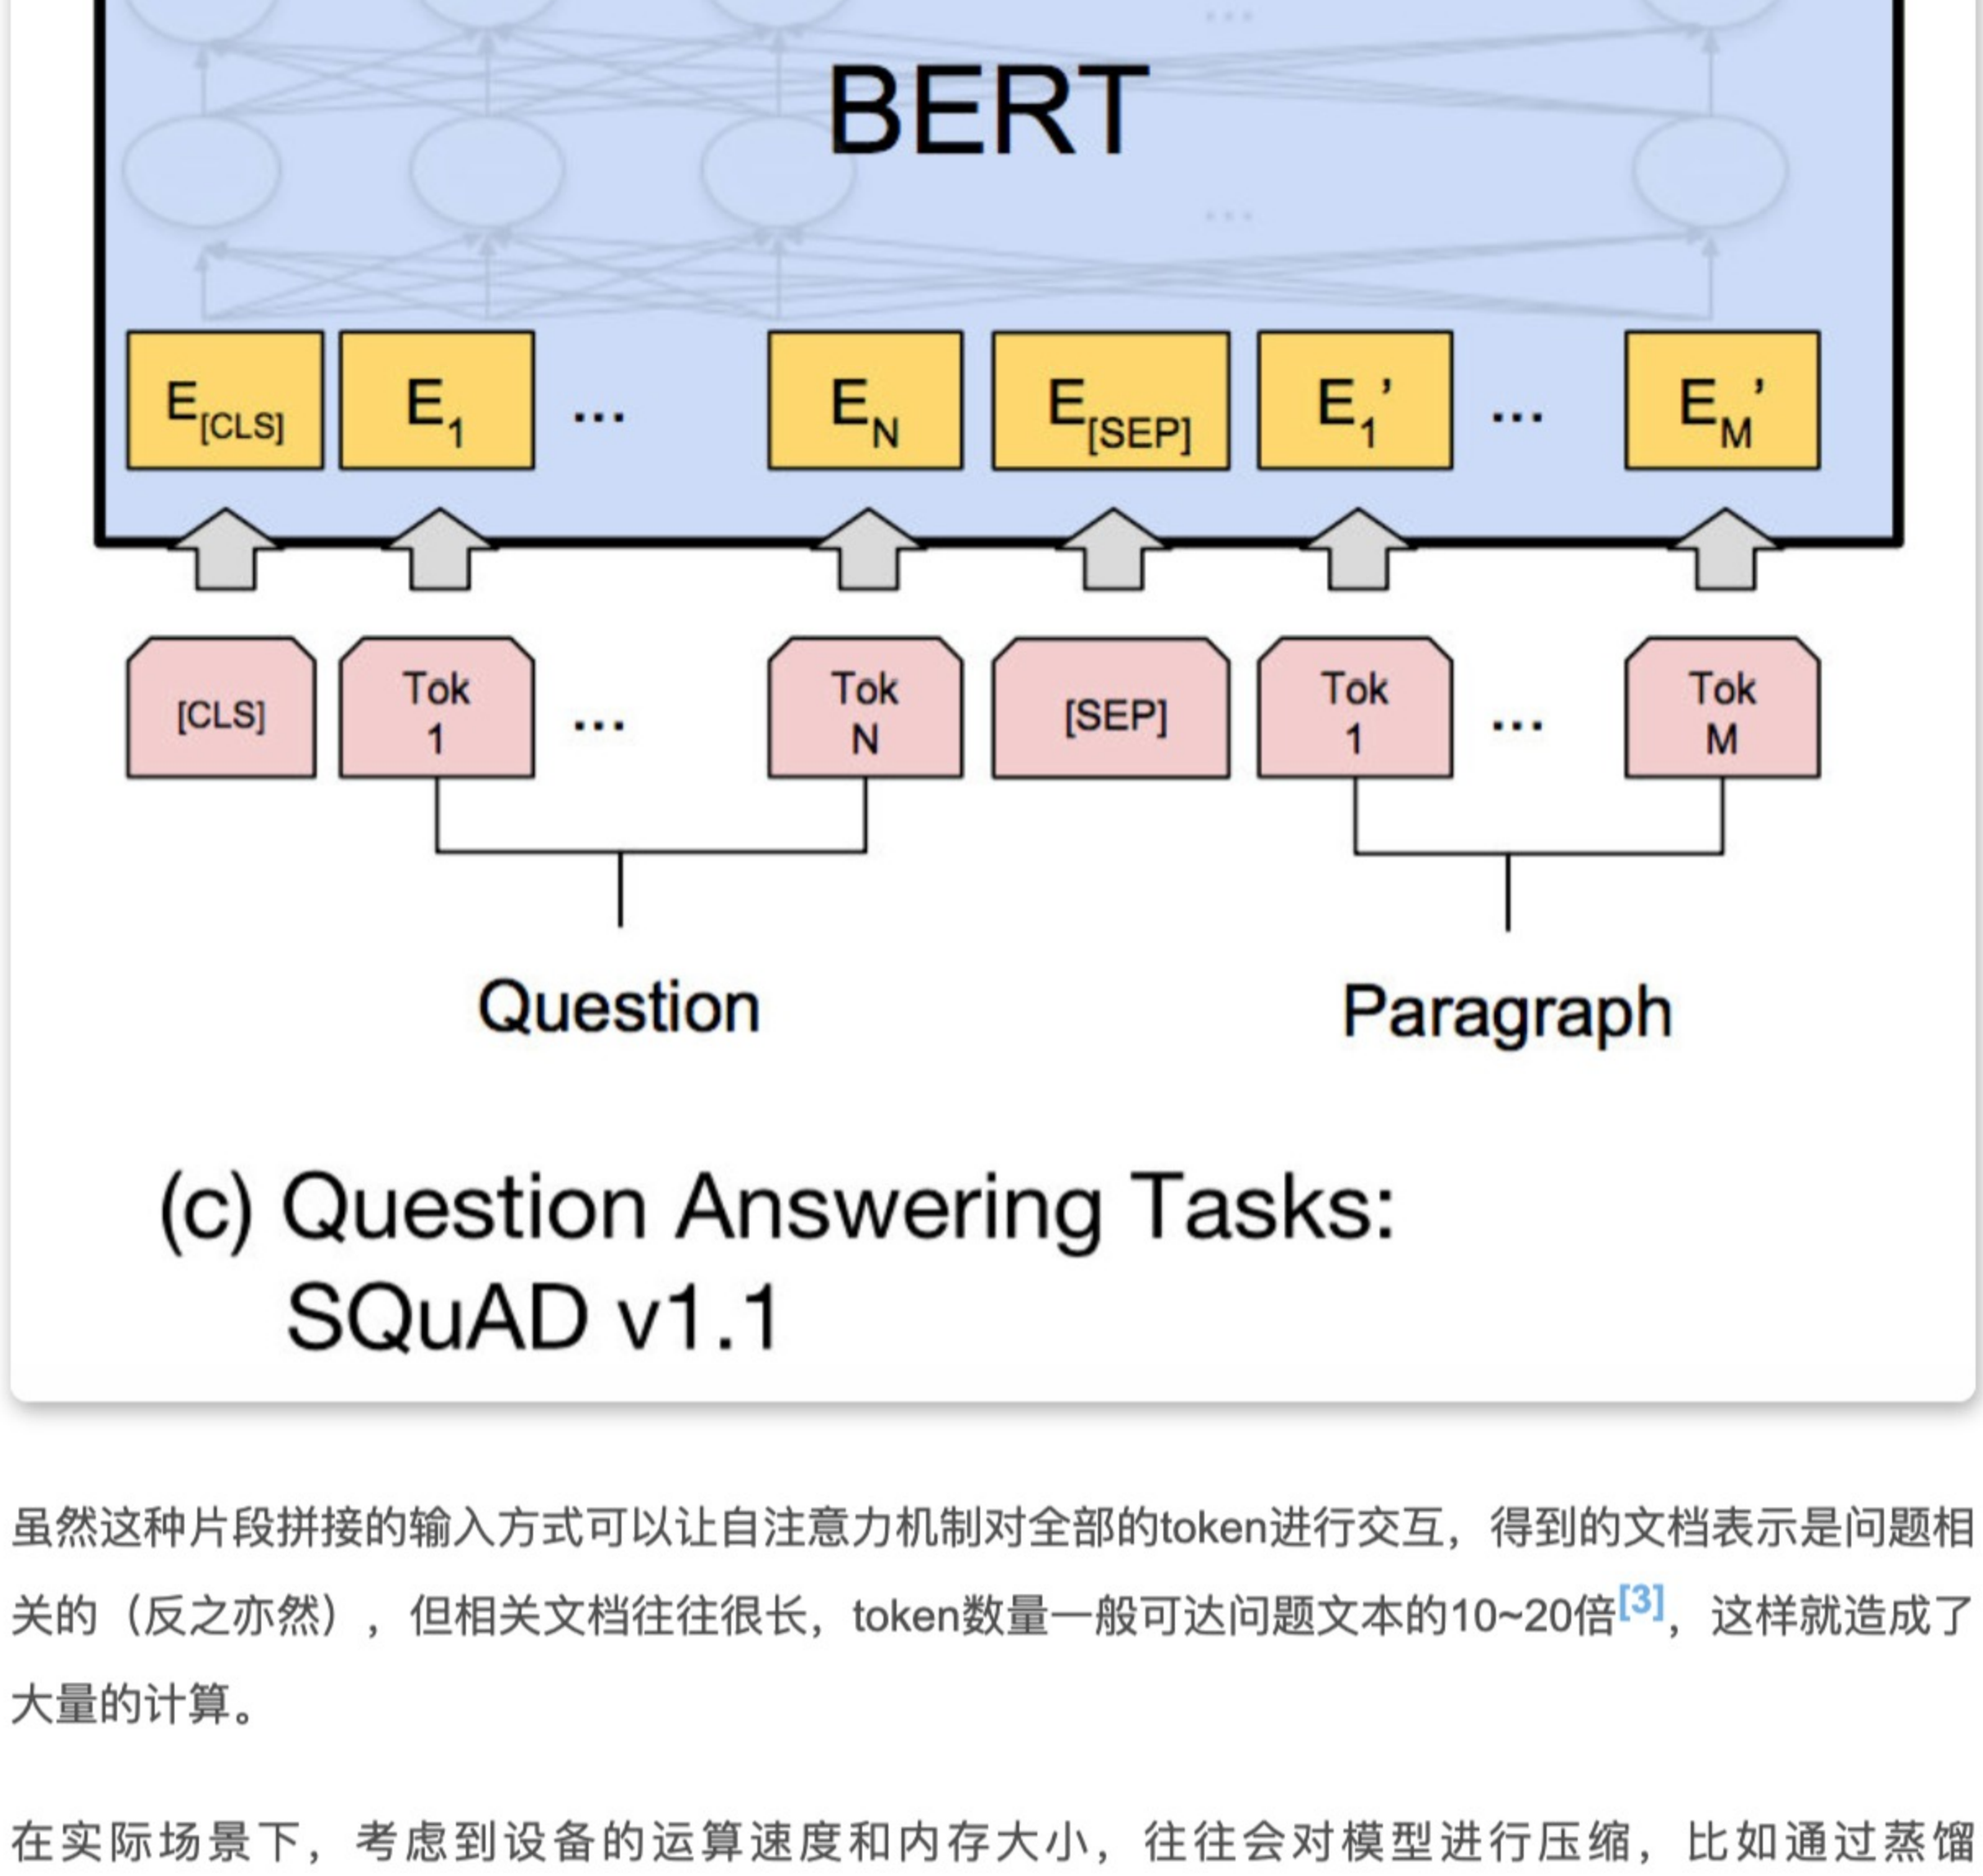 ...
BERT
...
E[CLS] E1 ... EN E[SEP] E1’ ... EM’
[CLS] Tok 1 ... Tok N [SEP] Tok 1 ... Tok M
Question Paragraph
(c) Question Answering Tasks:
SQuAD v1.1
虽然这种片段拼接的输入方式可以让自注意力机制对全部的token进行交互，得到的文档表示是问题相
关的（反之亦然），但相关文档往往很长，token数量一般可达问题文本的10~20倍[3]，这样就造成了
大量的计算。
在实际场景下，考虑到设备的运算速度和内存大小，往往会对模型进行压缩，比如通过蒸馏